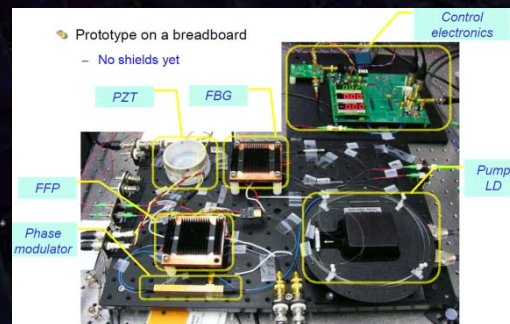 Prototype on a breadboard
– No shields yet
Control
electronics
PZT
FBG
Pump
LD
FFP
Phase
modulator